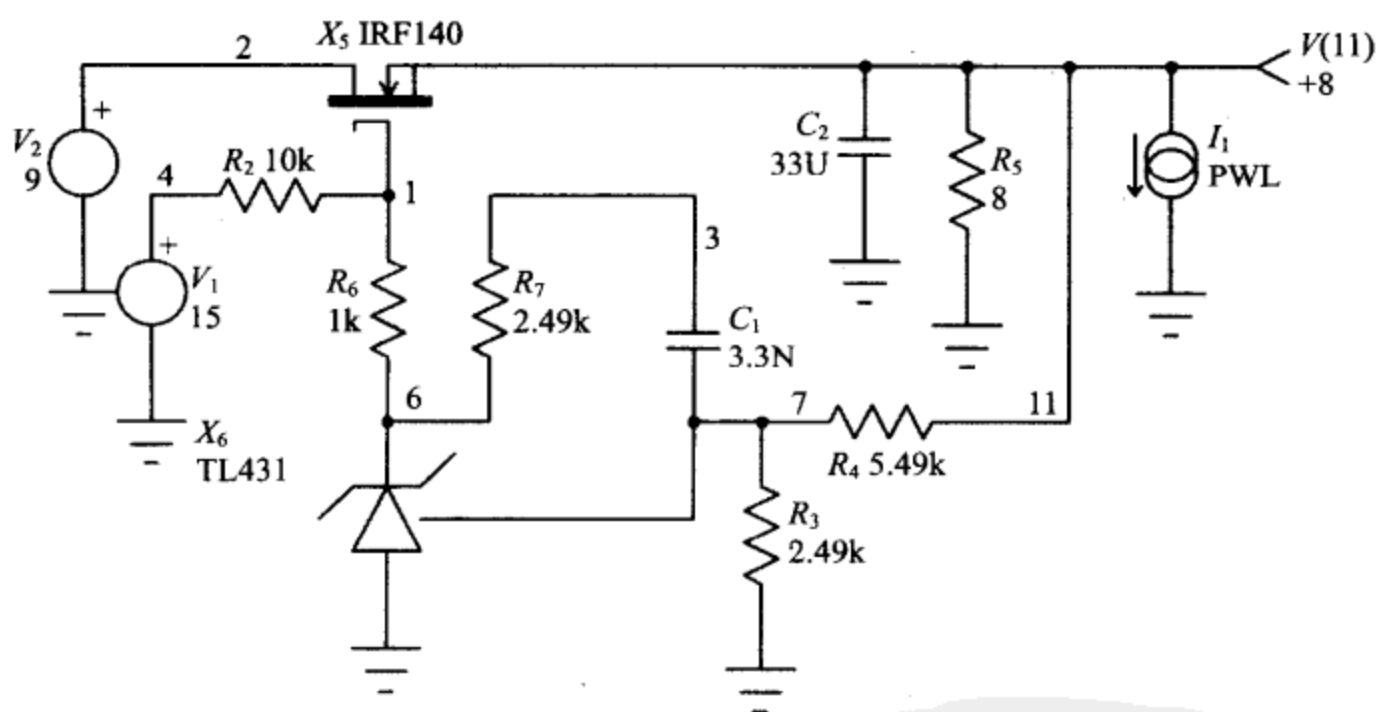 X5 IRF140
2
V(11)
+8
+
V2
9
R2 10k
4
1
C2
33U
R5
8
I1
PWL
3
+
V1
15
R6
1k
R7
2.49k
C1
3.3N
6
7
11
X6
TL431
R4 5.49k
R3
2.49k